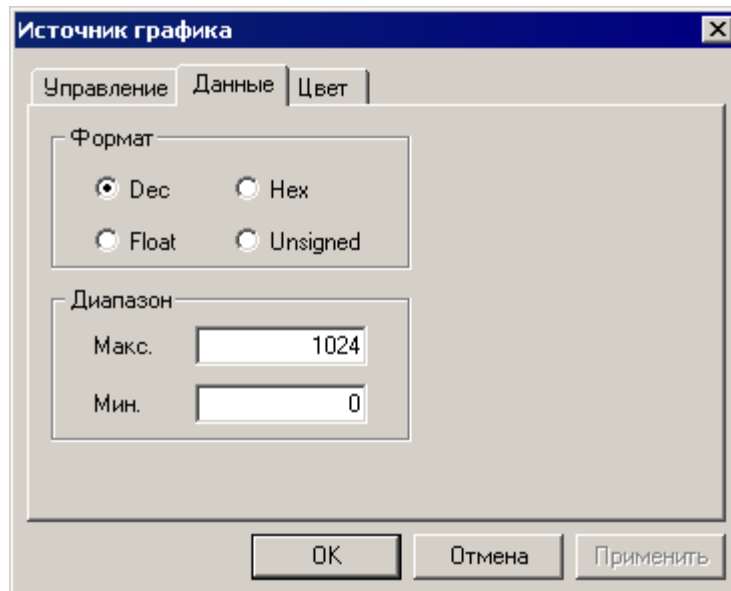 Источник графика
Управление Данные Цвет
Формат
Dec Hex
Float Unsigned
Диапазон
Макс. 1024
Мин. 0
OK Отмена Применить